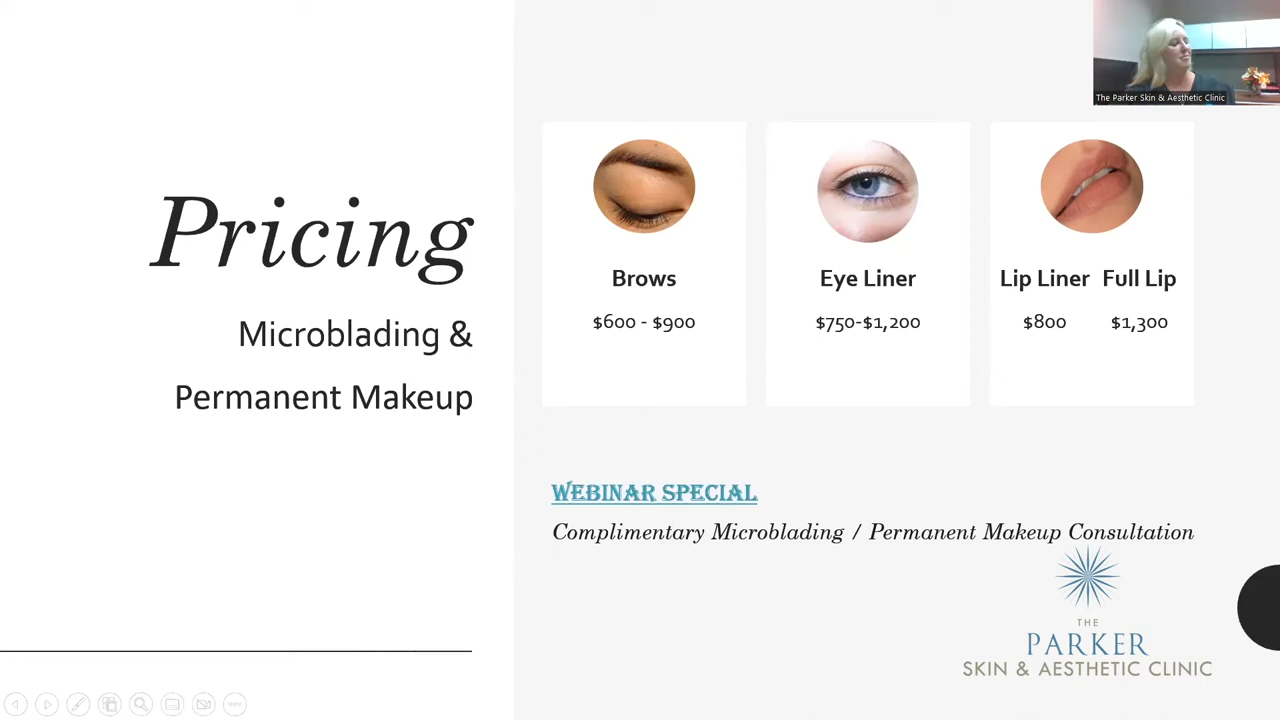 The Parker Skin & Aesthetic Clinic
Pricing
Microblading &
Permanent Makeup
Brows
$600 - $900
Eye Liner
$750-$1,200
Lip Liner Full Lip
$800 $1,300
WEBINAR SPECIAL
Complimentary Microblading / Permanent Makeup Consultation
THE
PARKER
SKIN & AESTHETIC CLINIC